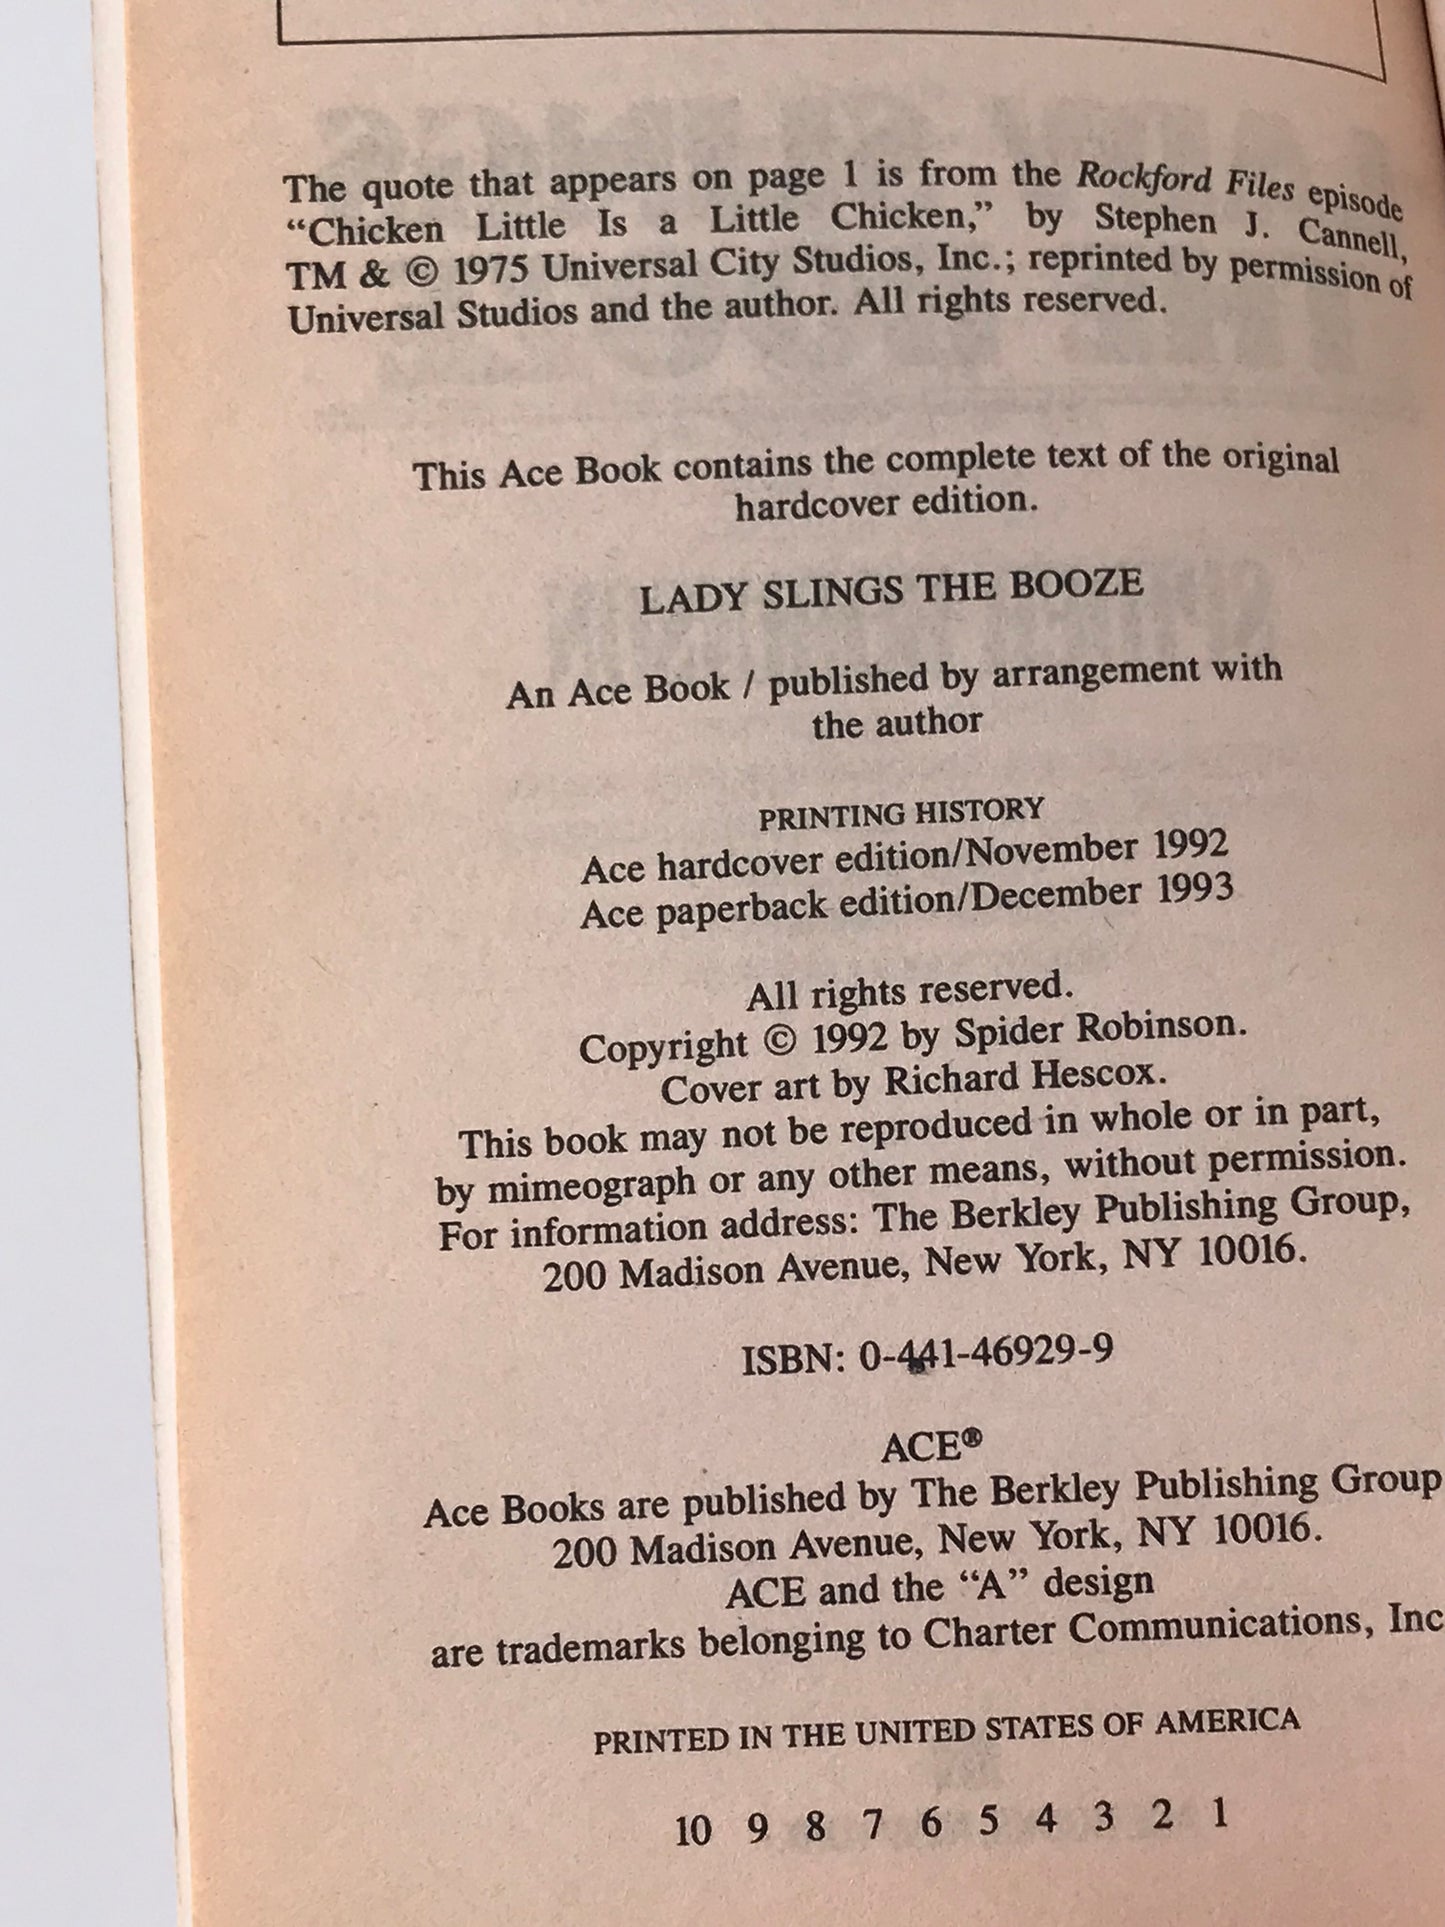 The quote that appears on page 1 is from the Rockford Files episode
“Chicken Little Is a Little Chicken,” by Stephen J. Cannell,
TM & © 1975 Universal City Studios, Inc.; reprinted by permission of
Universal Studios and the author. All rights reserved.
This Ace Book contains the complete text of the original
hardcover edition.
LADY SLINGS THE BOOZE
An Ace Book / published by arrangement with
the author
PRINTING HISTORY
Ace hardcover edition/November 1992
Ace paperback edition/December 1993
All rights reserved.
Copyright © 1992 by Spider Robinson.
Cover art by Richard Hescox.
This book may not be reproduced in whole or in part,
by mimeograph or any other means, without permission.
For information address: The Berkley Publishing Group,
200 Madison Avenue, New York, NY 10016.
ISBN: 0-441-46929-9
ACE®
Ace Books are published by The Berkley Publishing Group
200 Madison Avenue, New York, NY 10016.
ACE and the “A” design
are trademarks belonging to Charter Communications, Inc
PRINTED IN THE UNITED STATES OF AMERICA
10 9 8 7 6 5 4 3 2 1